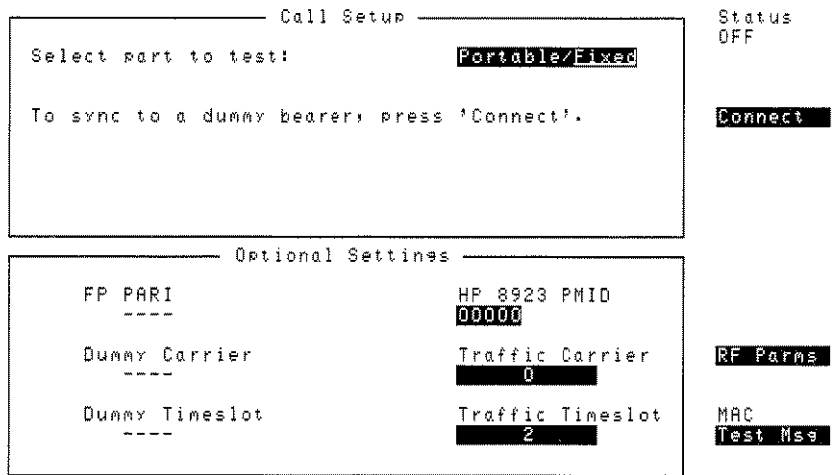 Call Setup
Status
OFF
Select part to test:
Portable/Fixed
To sync to a dummy bearer, press 'Connect'.
Connect
Optional Settings
FP PARI
----
HP 8923 PMID
00000
Dummy Carrier
----
Traffic Carrier
0
RF Parms
Dummy Timeslot
----
Traffic Timeslot
2
MAC
Test Msg